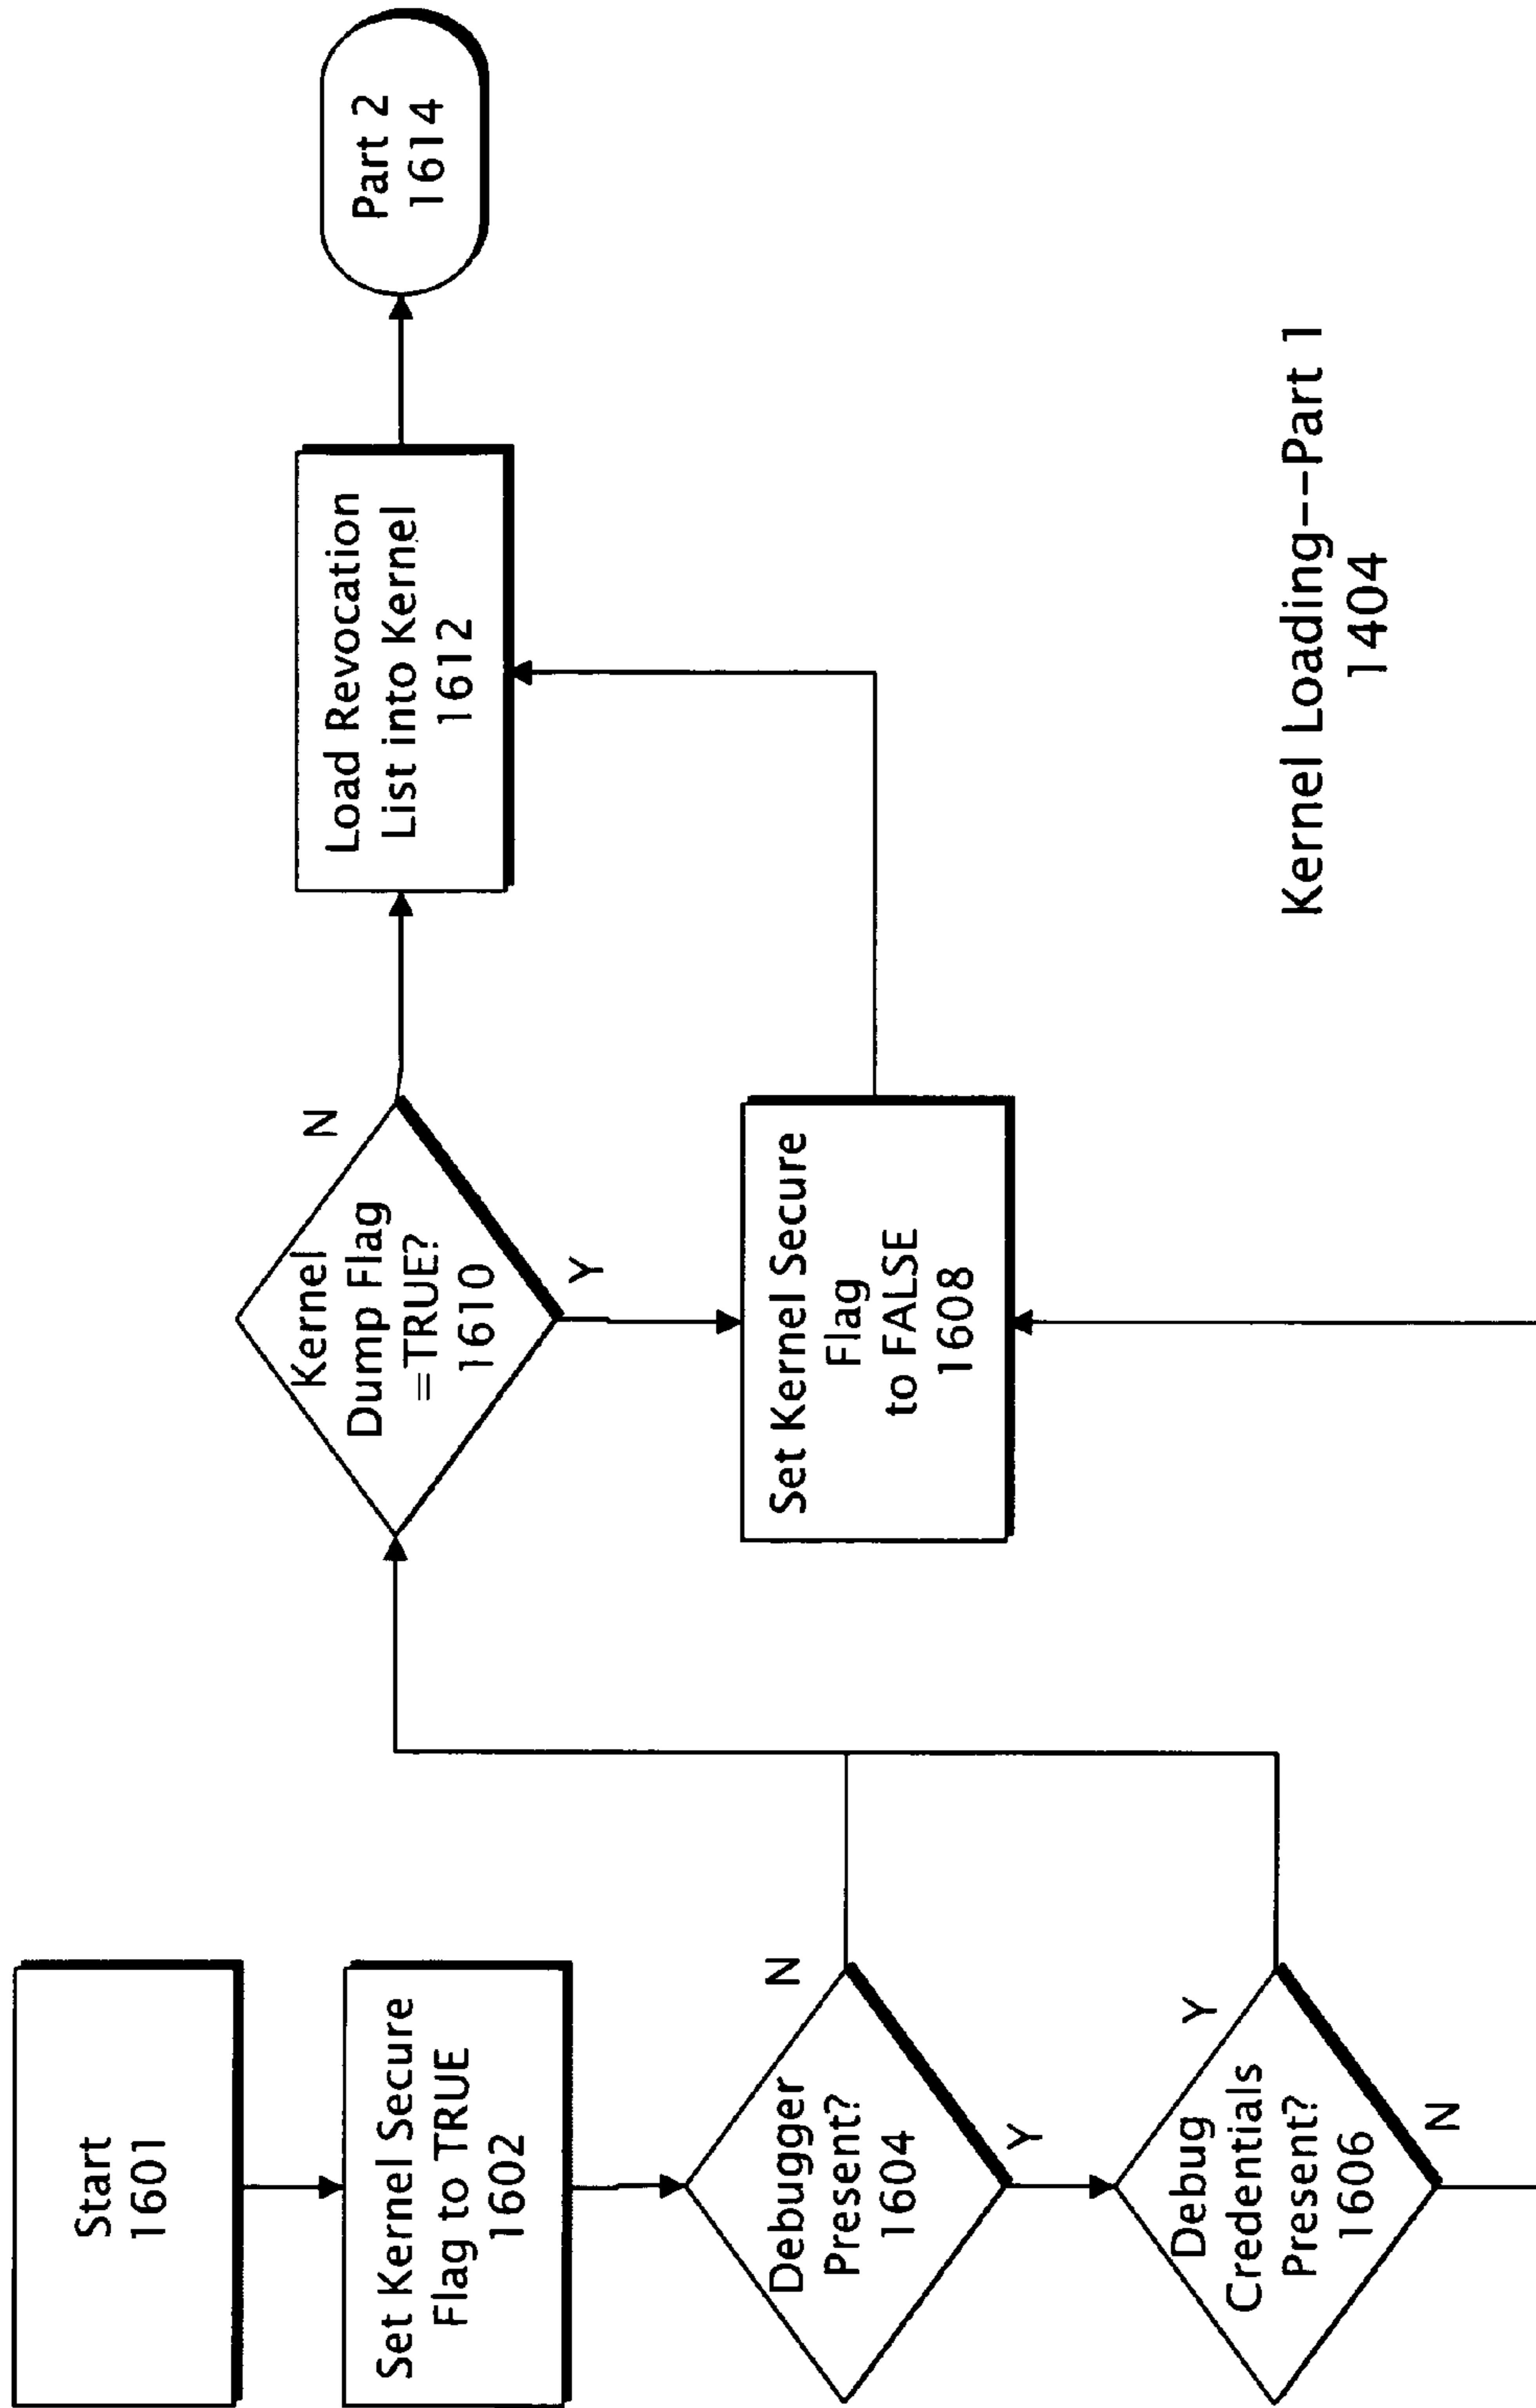 Start
1601
Set Kernel Secure
Flag to TRUE
1602
Debugger
Present?
1604
N
Y
Debug
Credentials
Present?
1606
Y
N
Kernel
Dump Flag
=TRUE?
1610
N
Y
Set Kernel Secure
Flag
to FALSE
1608
Load Revocation
List into Kernel
1612
Part 2
1614
Kernel Loading--Part 1
1404